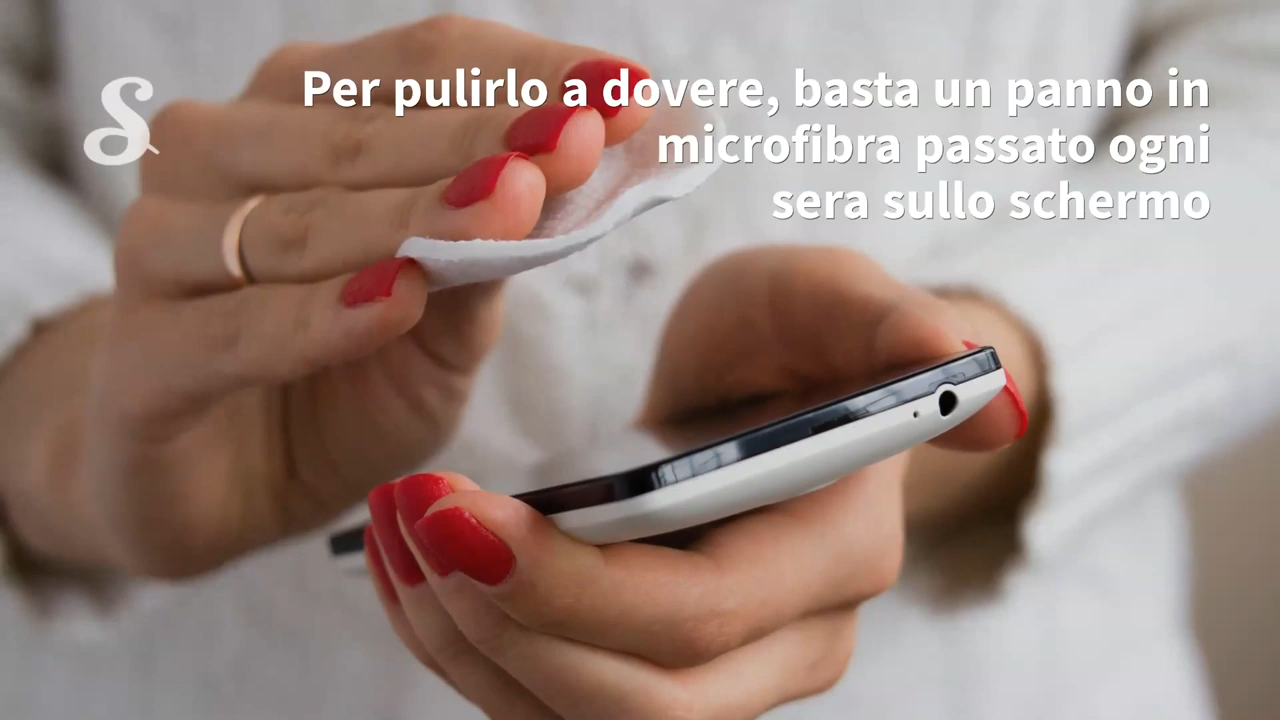 Per pulirlo a dovere, basta un panno in
microfibra passato ogni
sera sullo schermo